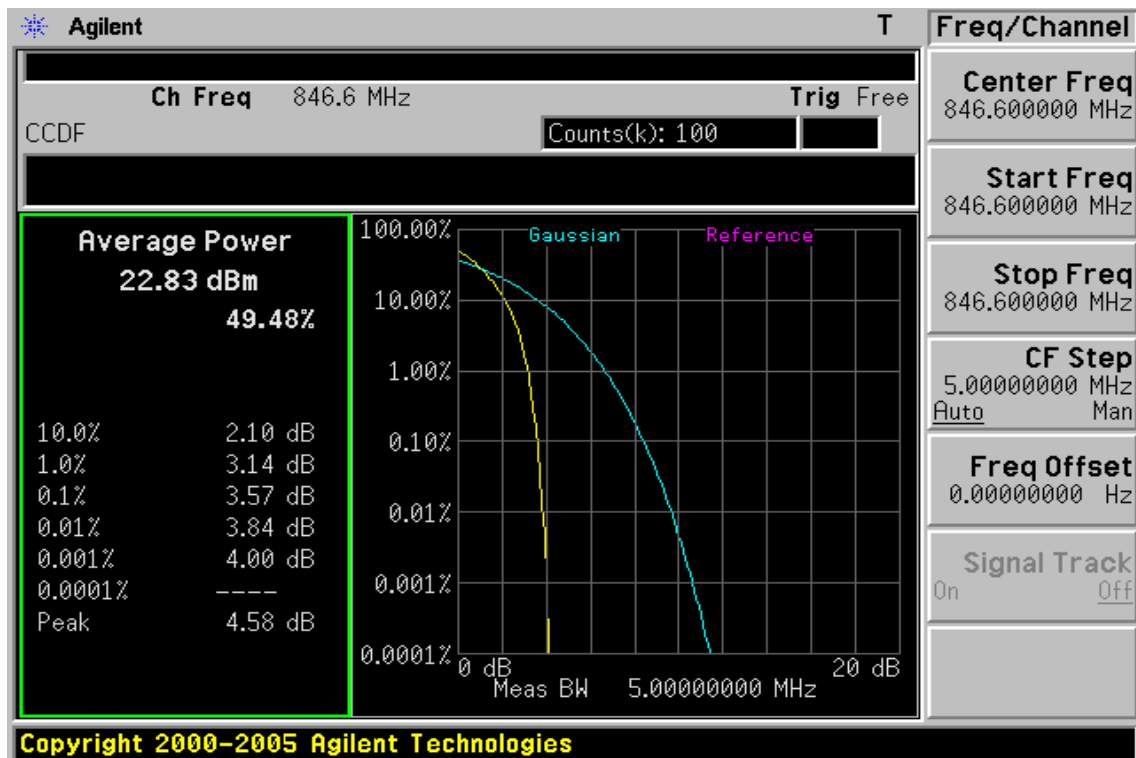 Agilent T
Ch Freq 846.6 MHz Trig Free
CCDF Counts(k): 100
Average Power
22.83 dBm
49.48%
10.0% 2.10 dB
1.0% 3.14 dB
0.1% 3.57 dB
0.01% 3.84 dB
0.001% 4.00 dB
0.0001% ----
Peak 4.58 dB
Gaussian Reference
100.00%
10.00%
1.00%
0.10%
0.01%
0.001%
0.0001%
0 dB 20 dB
Meas BW 5.00000000 MHz
Freq/Channel
Center Freq
846.600000 MHz
Start Freq
846.600000 MHz
Stop Freq
846.600000 MHz
CF Step
5.00000000 MHz
Auto Man
Freq Offset
0.00000000 Hz
Signal Track
On Off
Copyright 2000-2005 Agilent Technologies